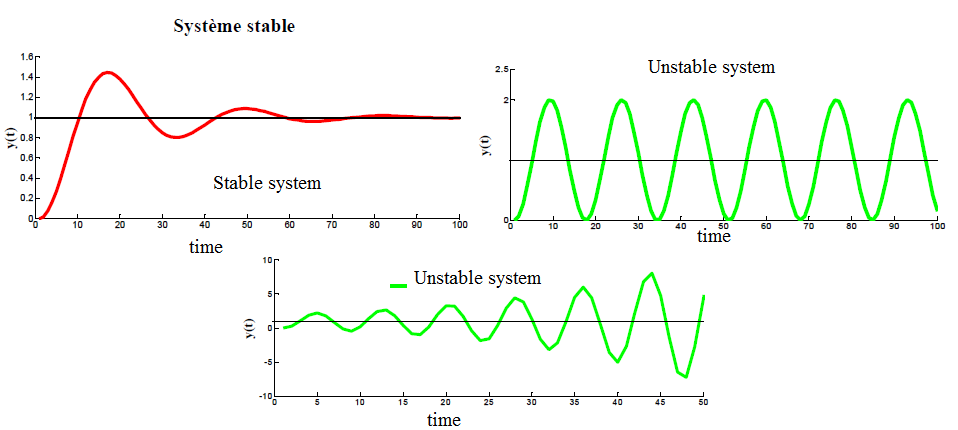 Système stable
1.6
1.4
1.2
1
0.8
0.6
0.4
0.2
0
y(t)
Stable system
0 10 20 30 40 50 60 70 80 90 100
time
Unstable system
2.5
2
0
y(t)
0 10 20 30 40 50 60 70 80 90 100
time
Unstable system
10
5
0
-5
-10
y(t)
0 5 10 15 20 25 30 35 40 45 50
time